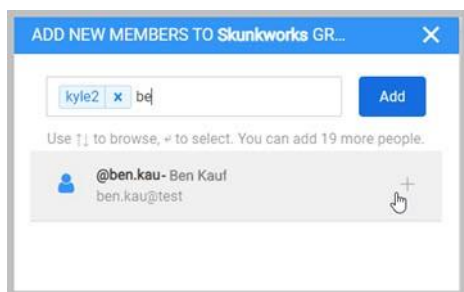 ADD NEW MEMBERS TO Skunkworks GR...
kyle2 x be
Add
Use ↑↓ to browse, ↵ to select. You can add 19 more people.
@ben.kau- Ben Kauf
ben.kau@test